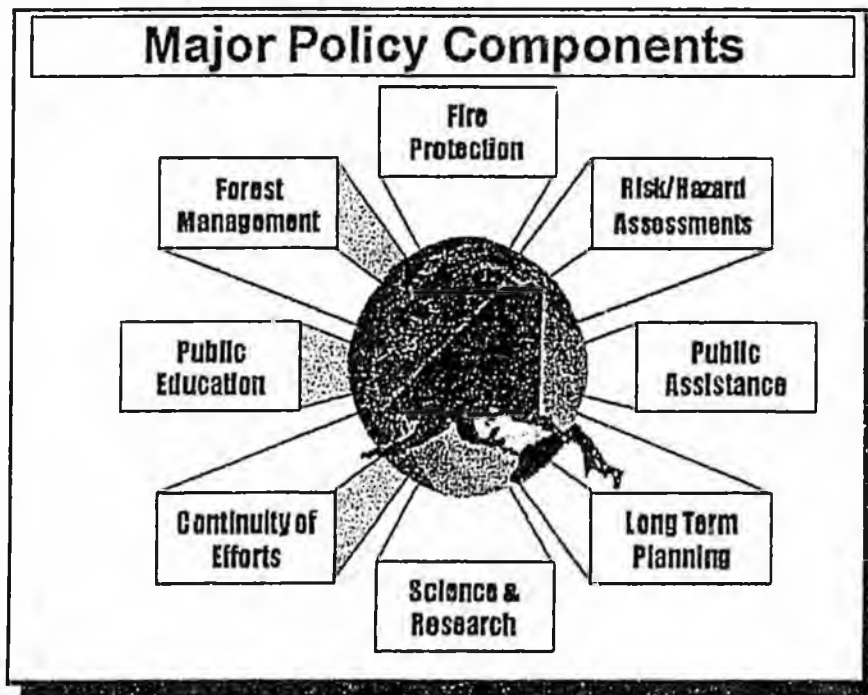 Major Policy Components
Fire
Protection
Forest
Management
Risk/Hazard
Assessments
Public
Education
Public
Assistance
Continuity of
Efforts
Long Term
Planning
Science &
Research